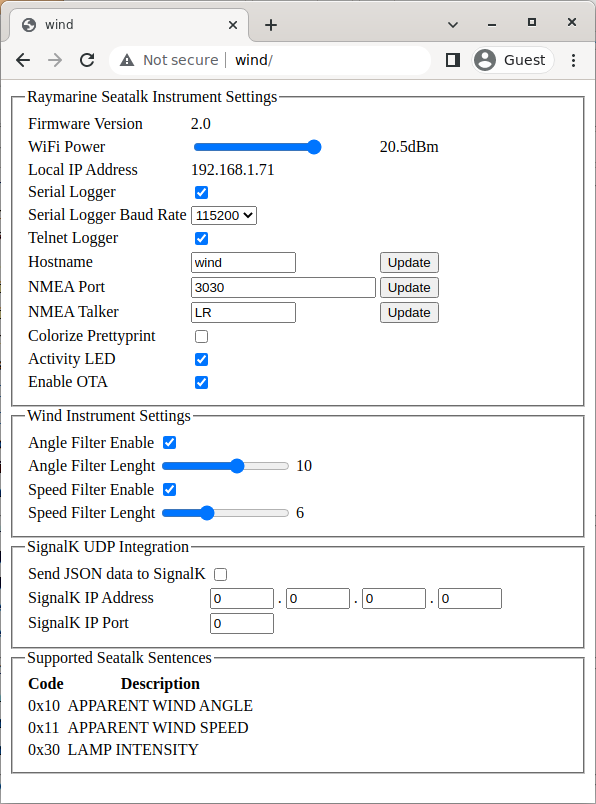 wind
Not secure wind/ Guest
Raymarine Seatalk Instrument Settings
Firmware Version 2.0
WiFi Power 20.5dBm
Local IP Address 192.168.1.71
Serial Logger
Serial Logger Baud Rate 115200
Telnet Logger
Hostname wind Update
NMEA Port 3030 Update
NMEA Talker LR Update
Colorize Prettyprint
Activity LED
Enable OTA
Wind Instrument Settings
Angle Filter Enable
Angle Filter Lenght 10
Speed Filter Enable
Speed Filter Lenght 6
SignalK UDP Integration
Send JSON data to SignalK
SignalK IP Address 0 . 0 . 0 . 0
SignalK IP Port 0
Supported Seatalk Sentences
Code Description
0x10 APPARENT WIND ANGLE
0x11 APPARENT WIND SPEED
0x30 LAMP INTENSITY